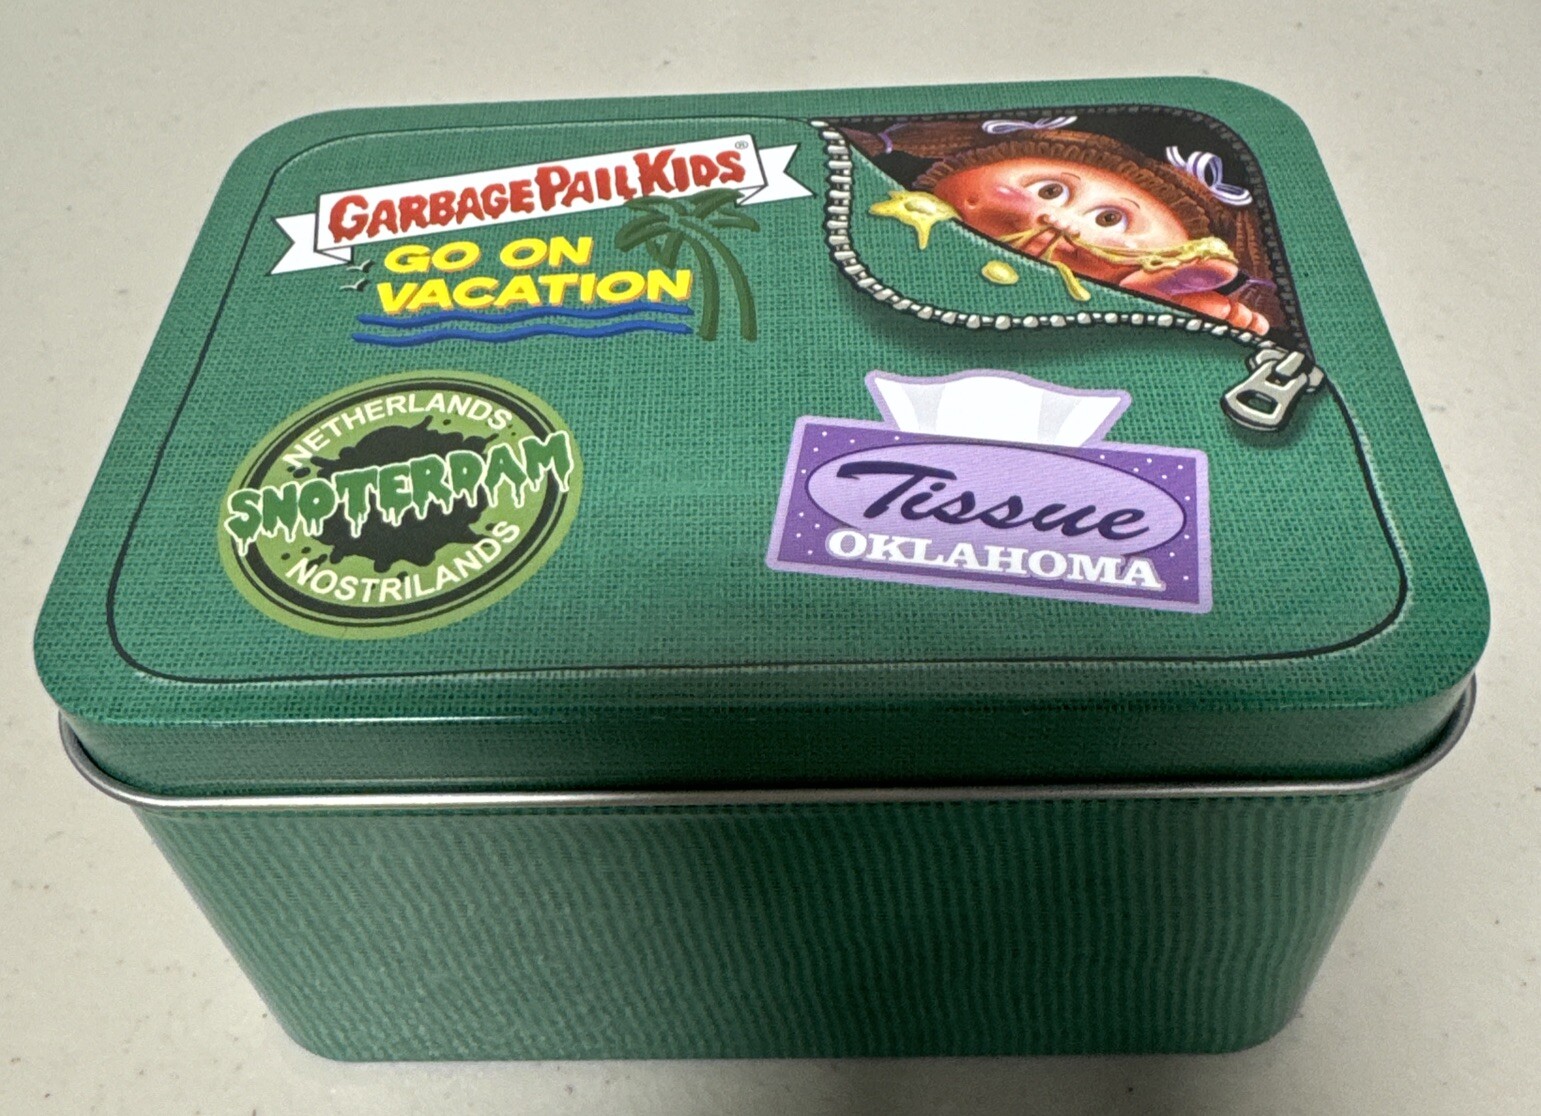 GARBAGE PAIL KIDS®
GO ON
VACATION
NETHERLANDS
SNOTERDAM
NOSTRILANDS
Tissue
OKLAHOMA